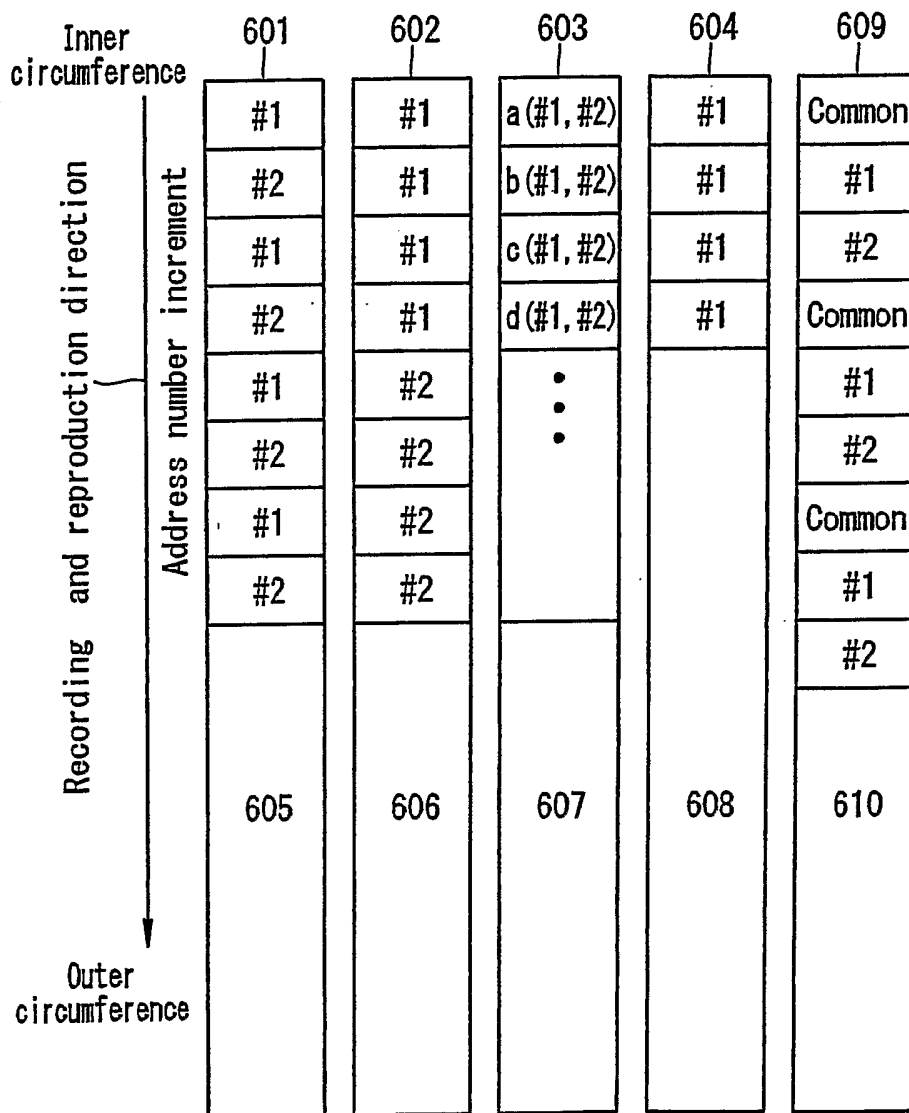 Inner
circumference
Recording and reproduction direction
Address number increment
Outer
circumference
601 602 603 604 609
#1 #1 a(#1,#2) #1 Common
#2 #1 b(#1,#2) #1 #1
#1 #1 c(#1,#2) #1 #2
#2 #1 d(#1,#2) #1 Common
#1 #2 #1
#2 #2 #2
#1 #2 Common
#2 #2 #1
#2
605 606 607 608 610